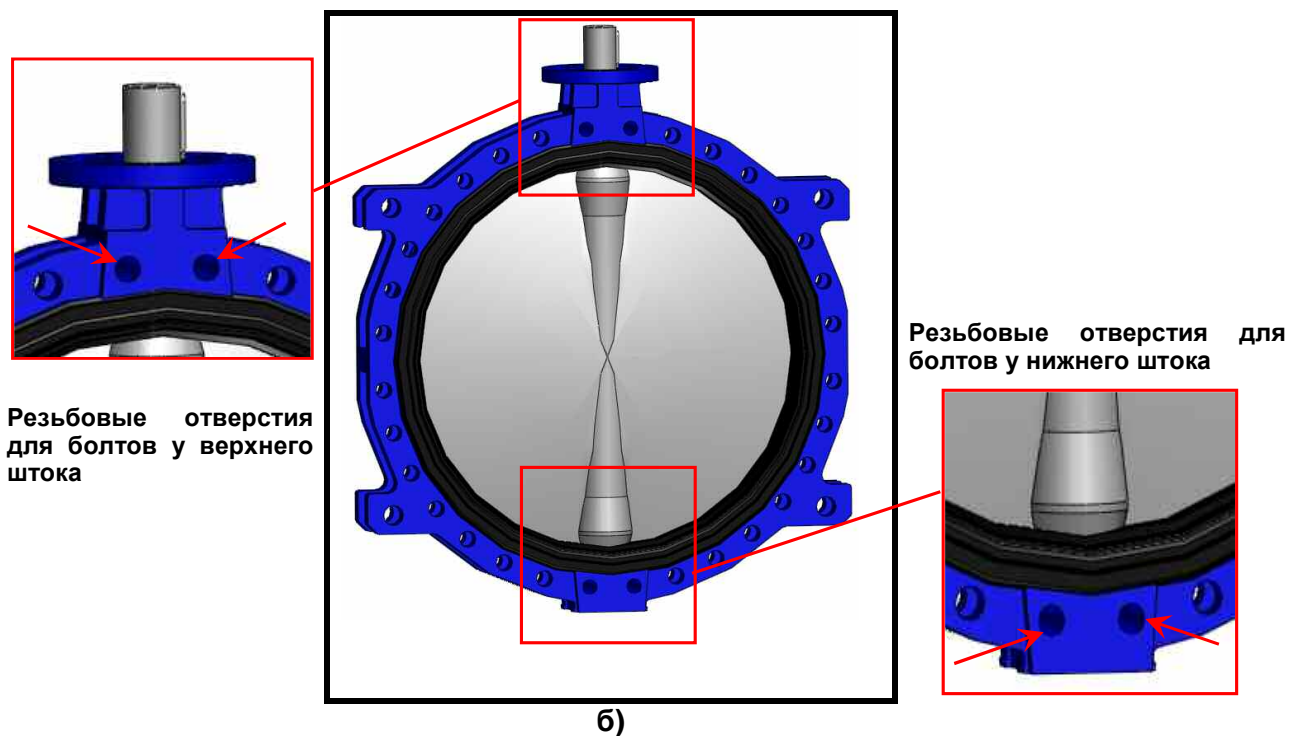 Резьбовые отверстия
для болтов у верхнего
штока
Резьбовые отверстия для
болтов у нижнего штока
б)